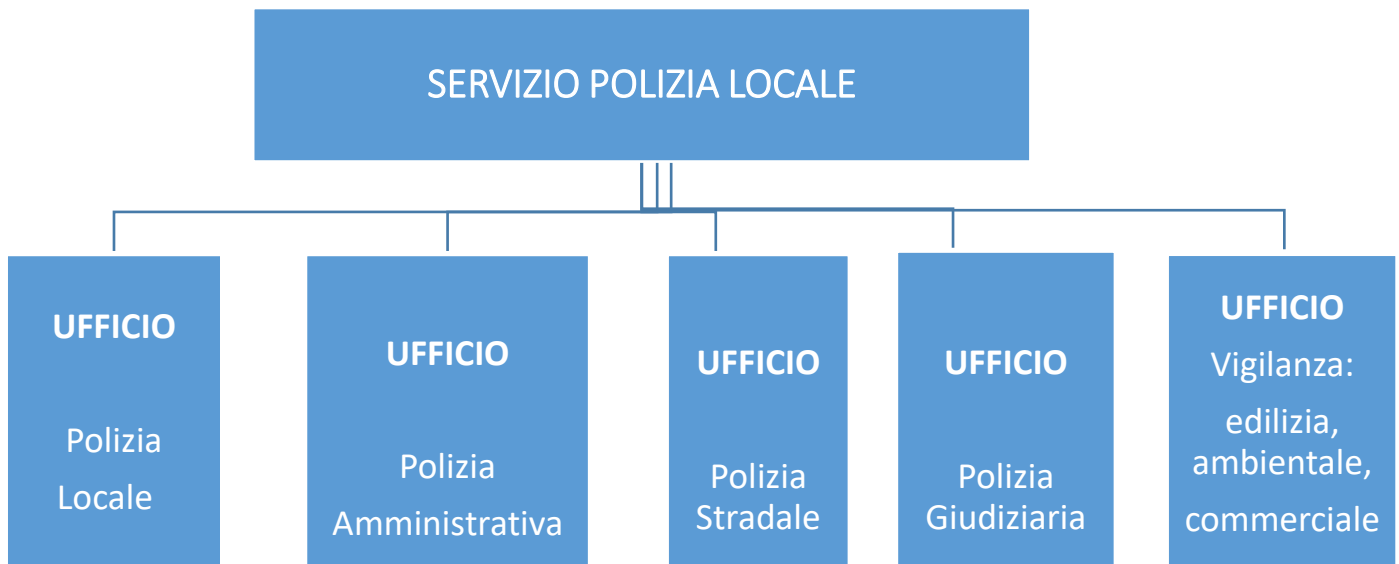 SERVIZIO POLIZIA LOCALE
UFFICIO
Polizia
Locale
UFFICIO
Polizia
Amministrativa
UFFICIO
Polizia
Stradale
UFFICIO
Polizia
Giudiziaria
UFFICIO
Vigilanza:
edilizia,
ambientale,
commerciale